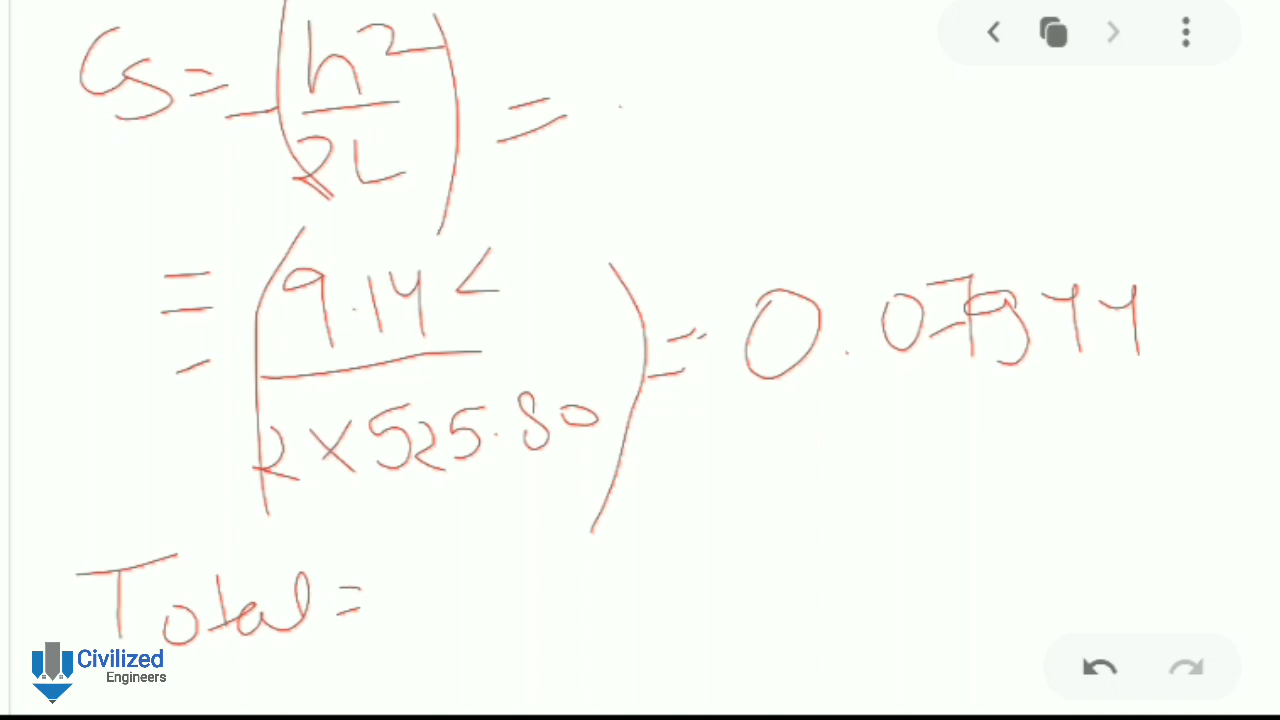 Cs = -(h²/2L) =
= (9.14²/2×525.80) = 0.07944
Total =
Civilized
Engineers